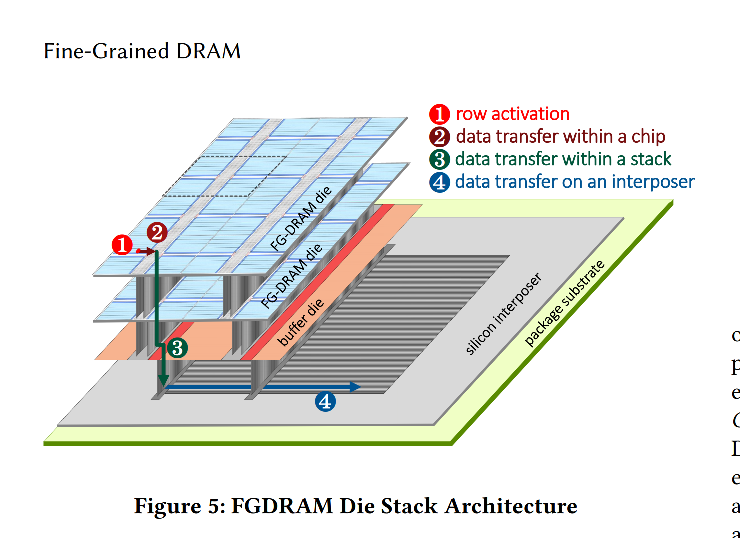 Fine-Grained DRAM
1 row activation
2 data transfer within a chip
3 data transfer within a stack
4 data transfer on an interposer
FG-DRAM die
2
1
FG-DRAM die
buffer die
silicon interposer
package substrate
3
4
o
p
e
C
D
e
a
a
Figure 5: FGDRAM Die Stack Architecture